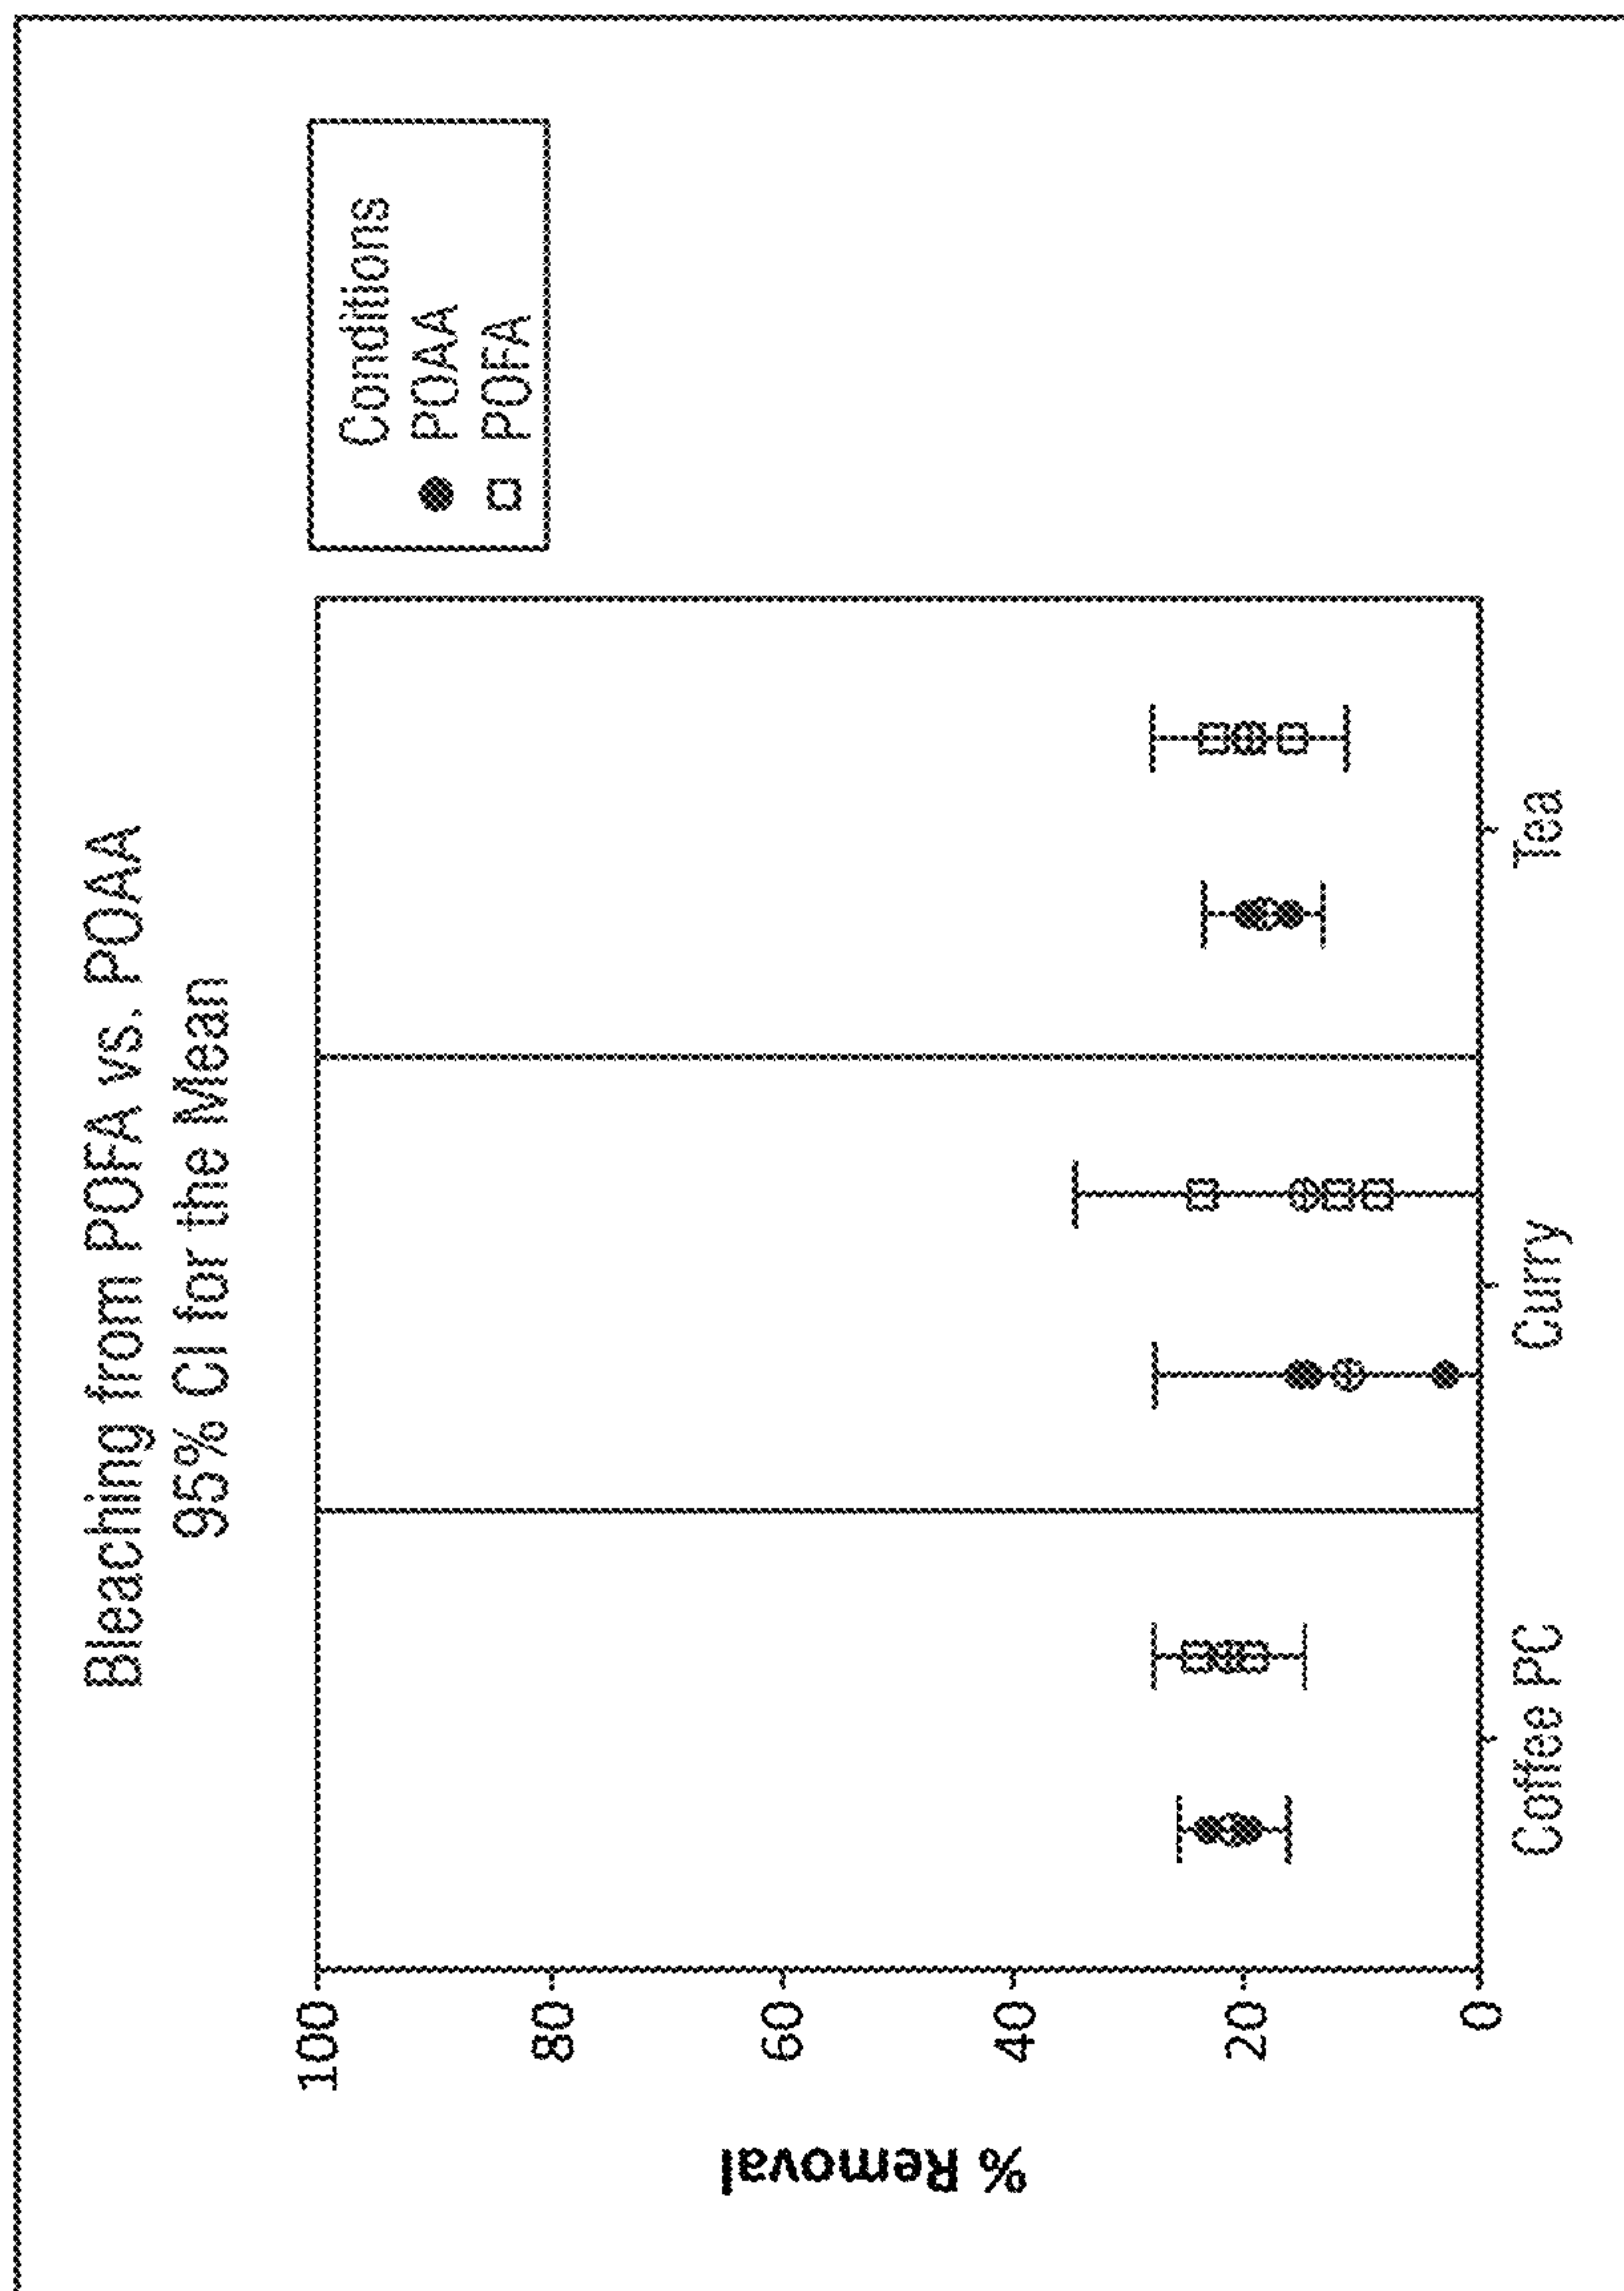 Bleaching from POFA vs. POAA
95% CI for the Mean
Conditions
POAA
POFA
% Removal
100
80
60
40
20
0
Coffee PC
Curry
Tea